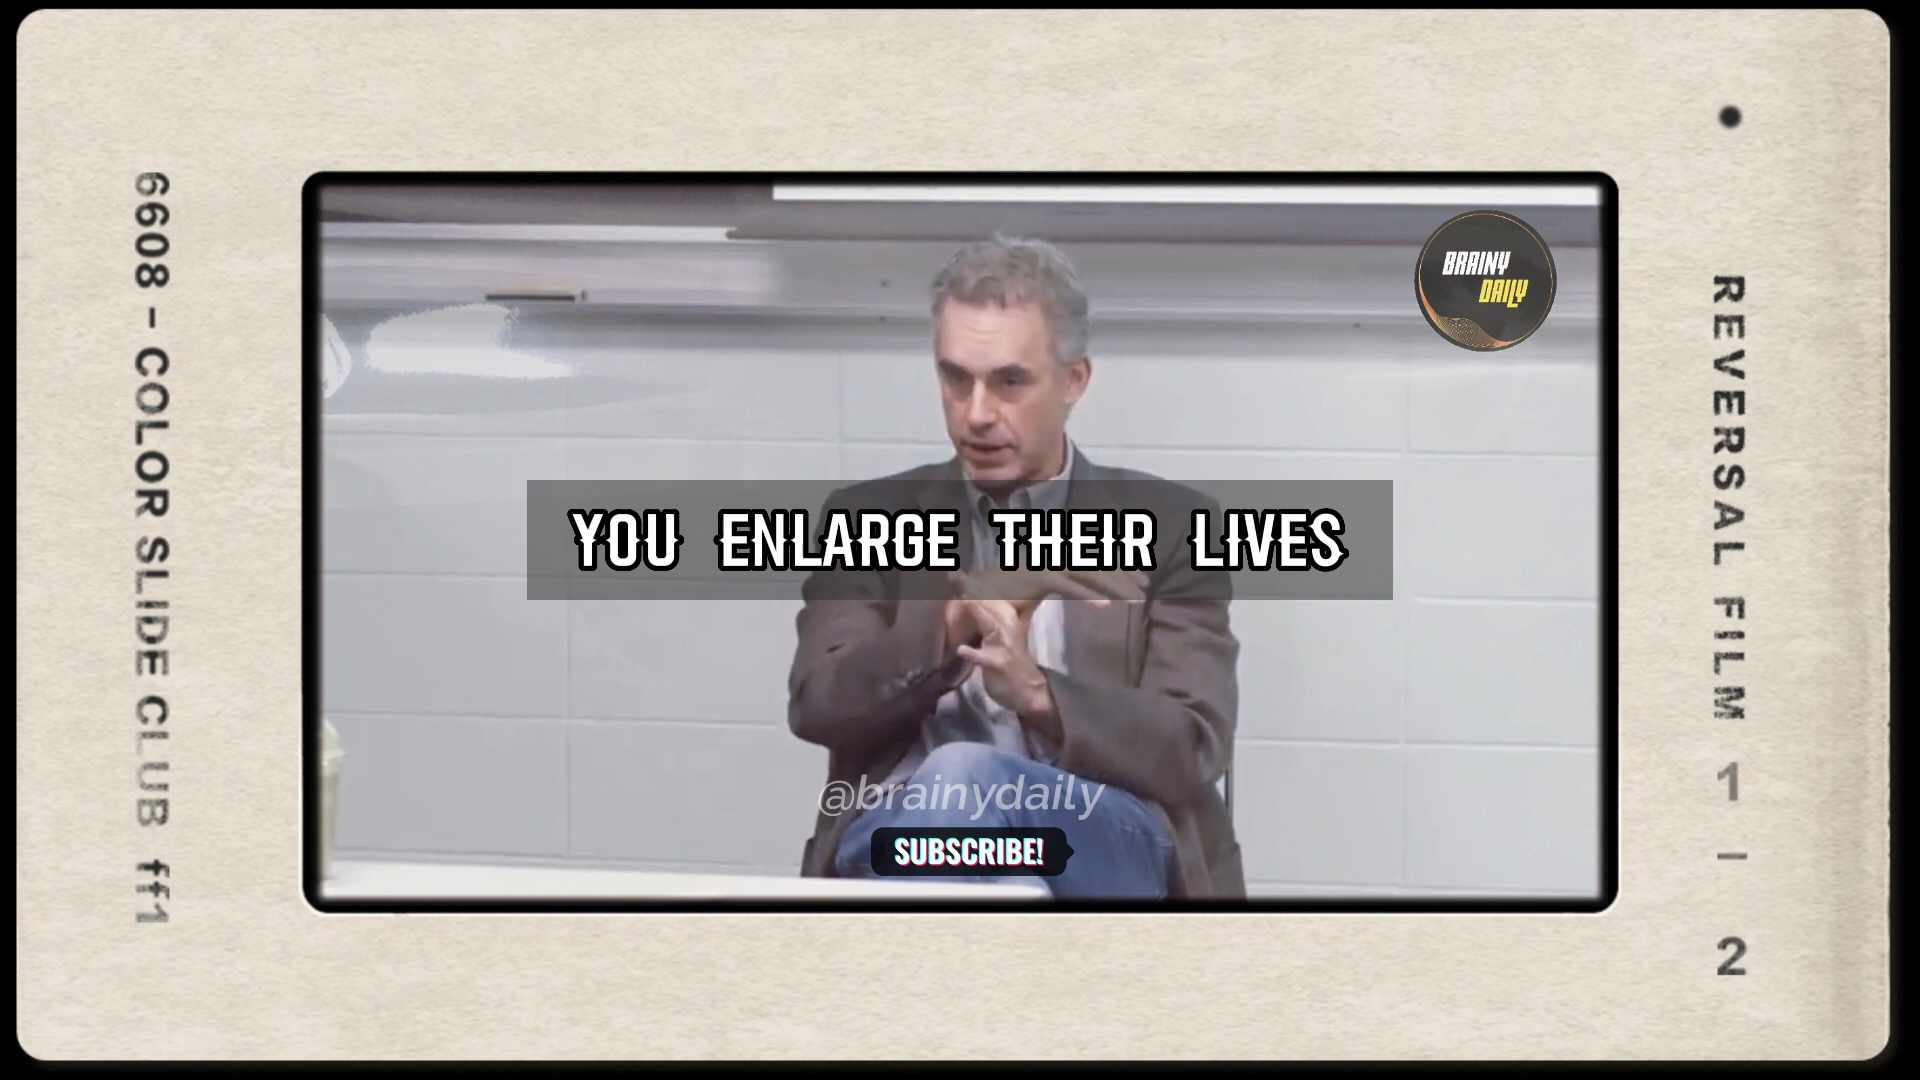 6608 - COLOR SLIDE CLUB ff1
BRAINY
DAILY
YOU ENLARGE THEIR LIVES
@brainydaily
SUBSCRIBE!
REVERSAL FILM 1 - 2